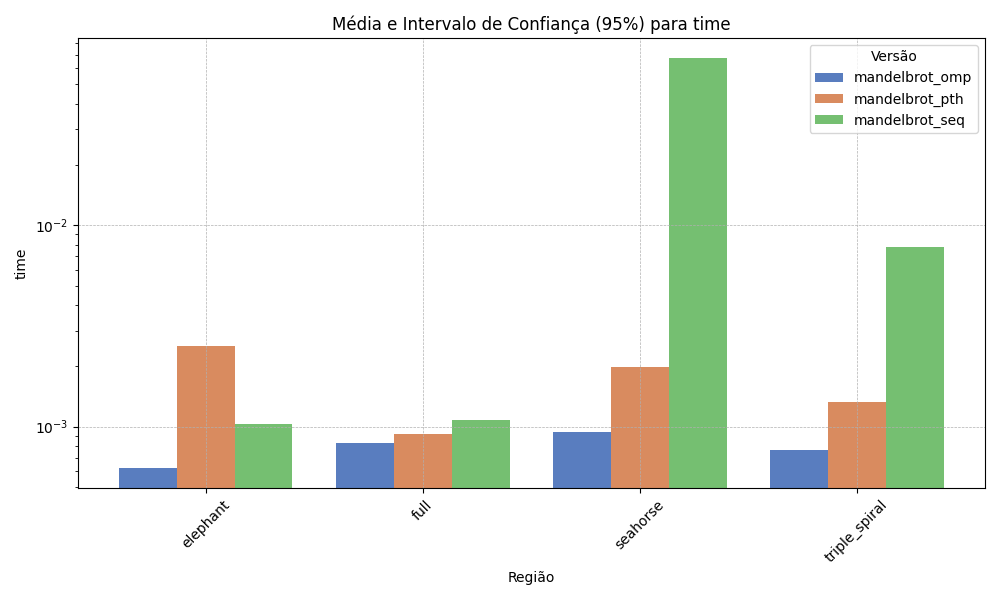 Média e Intervalo de Confiança (95%) para time
Versão
mandelbrot_omp
mandelbrot_pth
mandelbrot_seq
time
10⁻²
10⁻³
elephant
full
seahorse
triple_spiral
Região